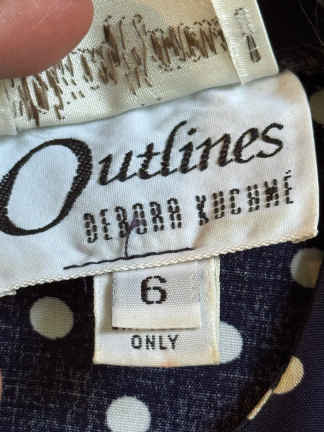 Outlines
DEBORA KUCHMÉ
6
ONLY